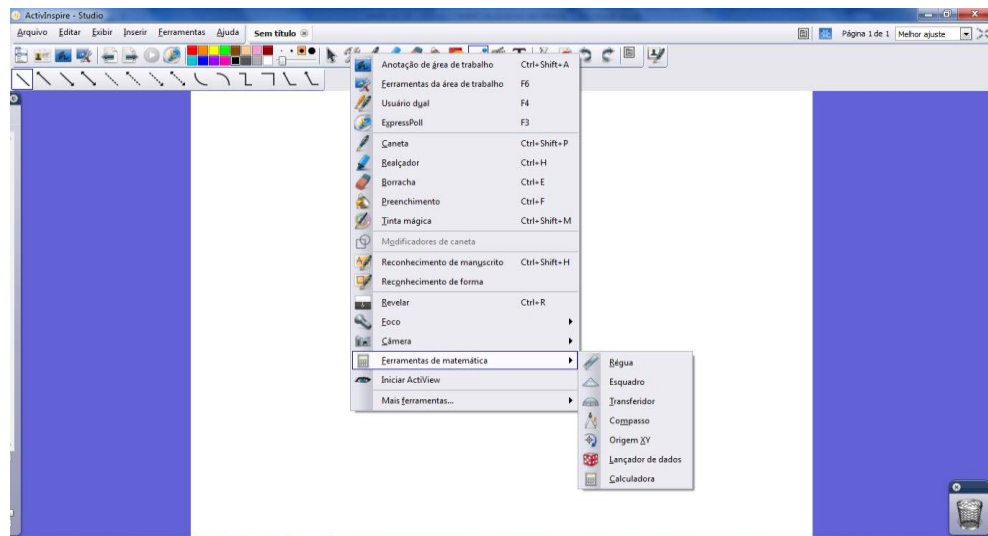 ActivInspire - Studio
Arquivo Editar Exibir Inserir Ferramentas Ajuda Sem título Página 1 de 1 Melhor ajuste
Anotação de área de trabalho Ctrl+Shift+A
Ferramentas da área de trabalho F6
Usuário dual F4
ExpressPoll F3
Caneta Ctrl+Shift+P
Realçador Ctrl+H
Borracha Ctrl+E
Preenchimento Ctrl+F
Tinta mágica Ctrl+Shift+M
Modificadores de caneta
Reconhecimento de manuscrito Ctrl+Shift+H
Reconhecimento de forma
Revelar Ctrl+R
Foco
Câmera
Ferramentas de matemática
Iniciar ActiView
Mais ferramentas...
Régua
Esquadro
Transferidor
Compasso
Origem XY
Lançador de dados
Calculadora